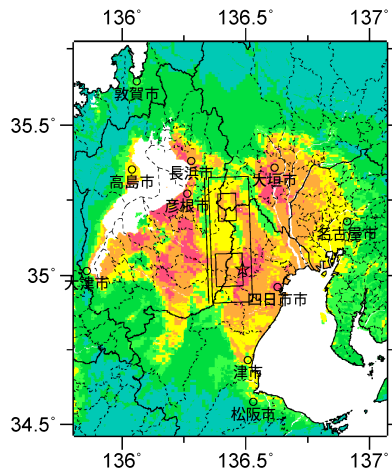 136° 136.5° 137°
敦賀市
35.5°
長浜市
高島市
大垣市
彦根市
名古屋市
35°
大津市
四日市市
津市
松阪市
34.5°
136° 136.5° 137°